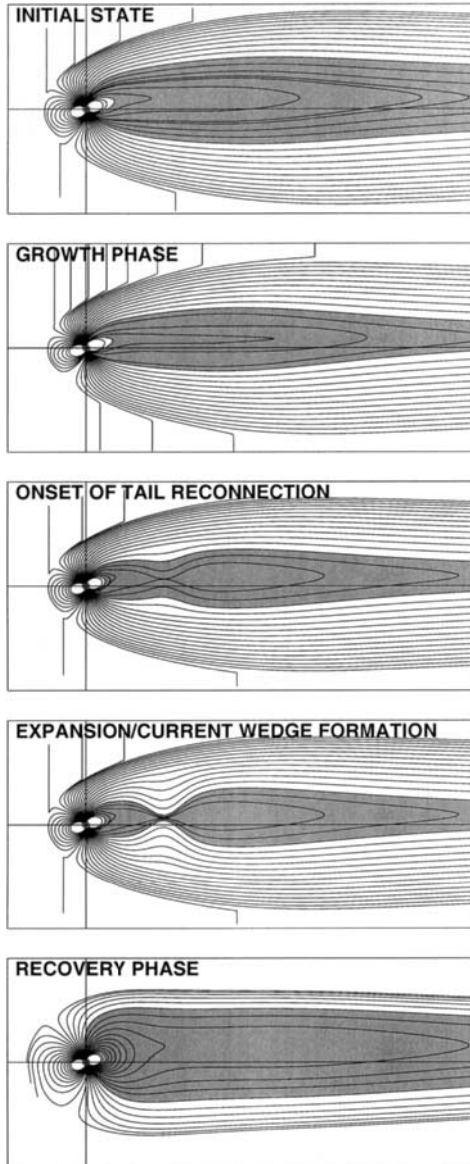 INITIAL STATE
GROWTH PHASE
ONSET OF TAIL RECONNECTION
EXPANSION/CURRENT WEDGE FORMATION
RECOVERY PHASE